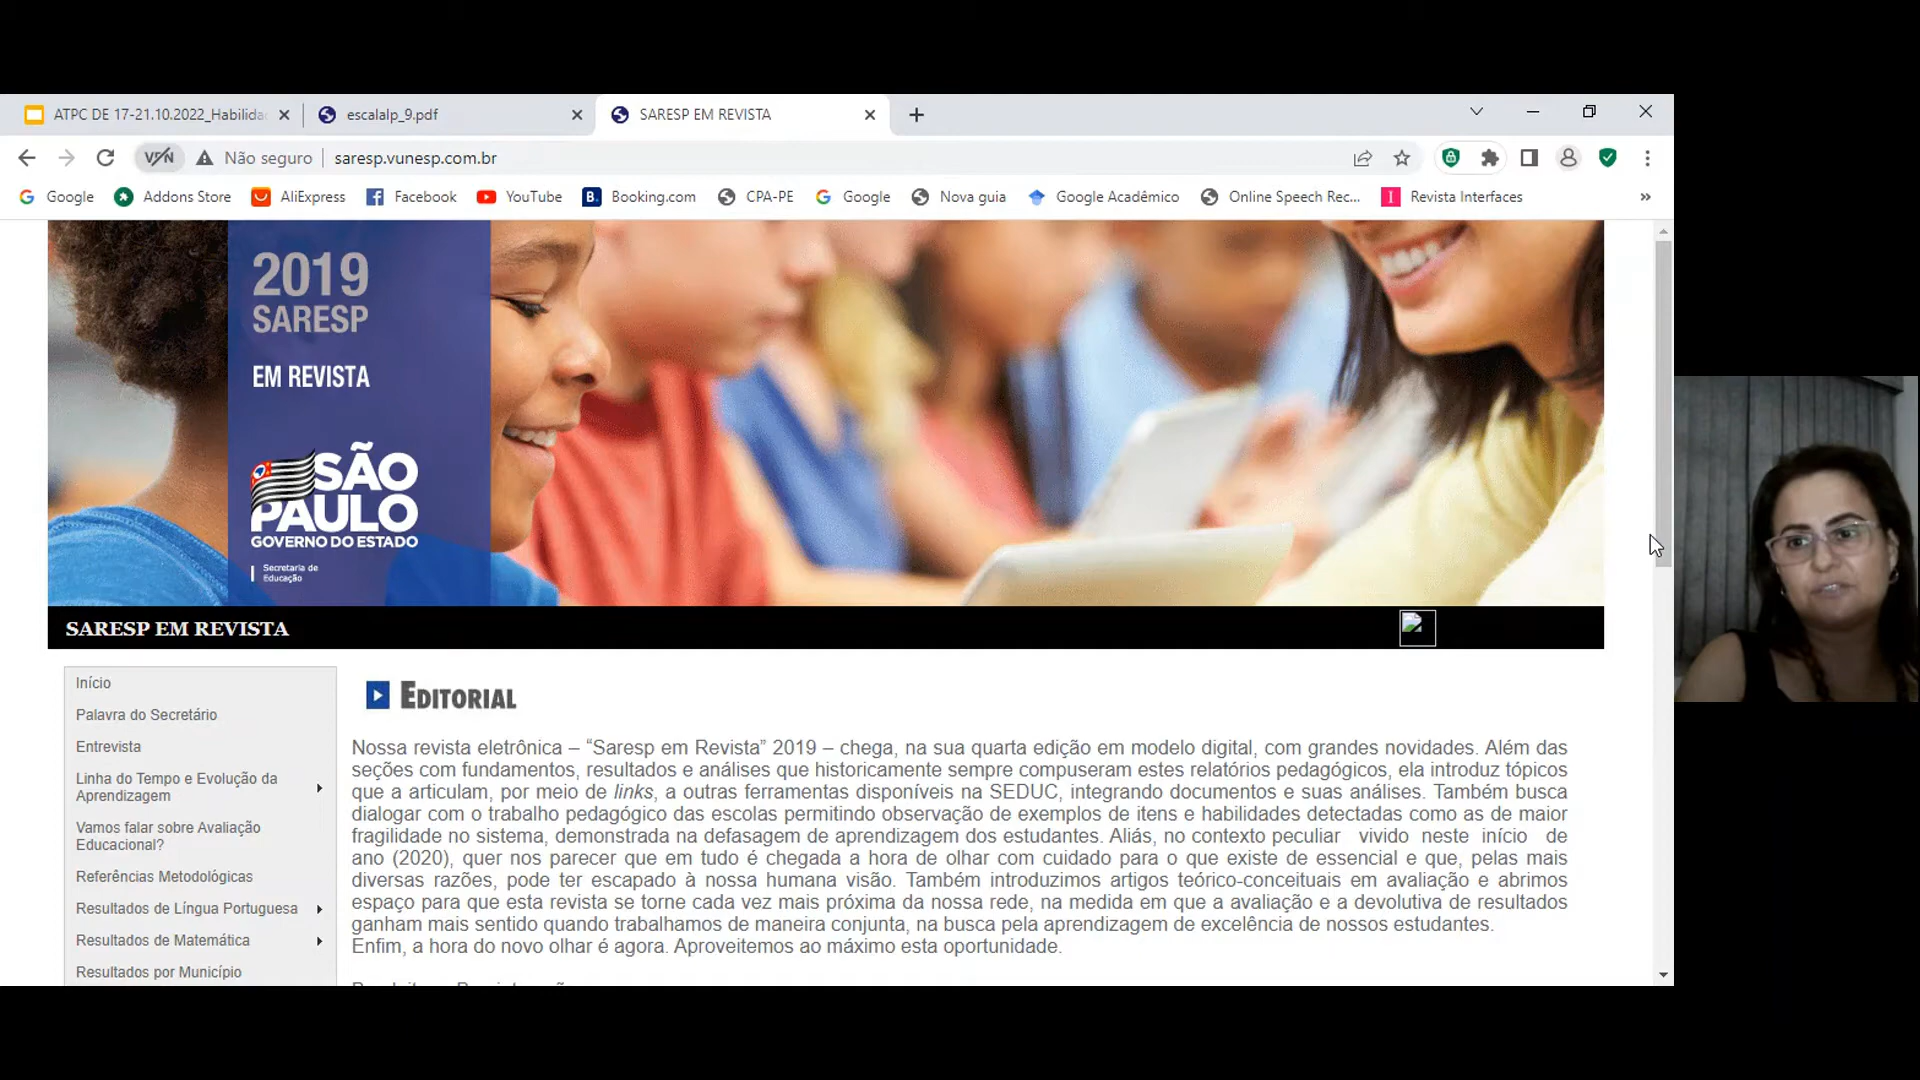 ATPC DE 17-21.10.2022_Habilida
escalalp_9.pdf
SARESP EM REVISTA
VPN
Não seguro
saresp.vunesp.com.br
Google
Addons Store
AliExpress
Facebook
YouTube
Booking.com
CPA-PE
Google
Nova guia
Google Acadêmico
Online Speech Rec...
Revista Interfaces
2019
SARESP
EM REVISTA
SÃO
PAULO
GOVERNO DO ESTADO
Secretaria de
Educação
SARESP EM REVISTA
Início
Palavra do Secretário
Entrevista
Linha do Tempo e Evolução da
Aprendizagem
Vamos falar sobre Avaliação
Educacional?
Referências Metodológicas
Resultados de Língua Portuguesa
Resultados de Matemática
Resultados por Município
EDITORIAL
Nossa revista eletrônica – “Saresp em Revista” 2019 – chega, na sua quarta edição em modelo digital, com grandes novidades. Além das
seções com fundamentos, resultados e análises que historicamente sempre compuseram estes relatórios pedagógicos, ela introduz tópicos
que a articulam, por meio de links, a outras ferramentas disponíveis na SEDUC, integrando documentos e suas análises. Também busca
dialogar com o trabalho pedagógico das escolas permitindo observação de exemplos de itens e habilidades detectadas como as de maior
fragilidade no sistema, demonstrada na defasagem de aprendizagem dos estudantes. Aliás, no contexto peculiar vivido neste início de
ano (2020), quer nos parecer que em tudo é chegada a hora de olhar com cuidado para o que existe de essencial e que, pelas mais
diversas razões, pode ter escapado à nossa humana visão. Também introduzimos artigos teórico-conceituais em avaliação e abrimos
espaço para que esta revista se torne cada vez mais próxima da nossa rede, na medida em que a avaliação e a devolutiva de resultados
ganham mais sentido quando trabalhamos de maneira conjunta, na busca pela aprendizagem de excelência de nossos estudantes.
Enfim, a hora do novo olhar é agora. Aproveitemos ao máximo esta oportunidade.